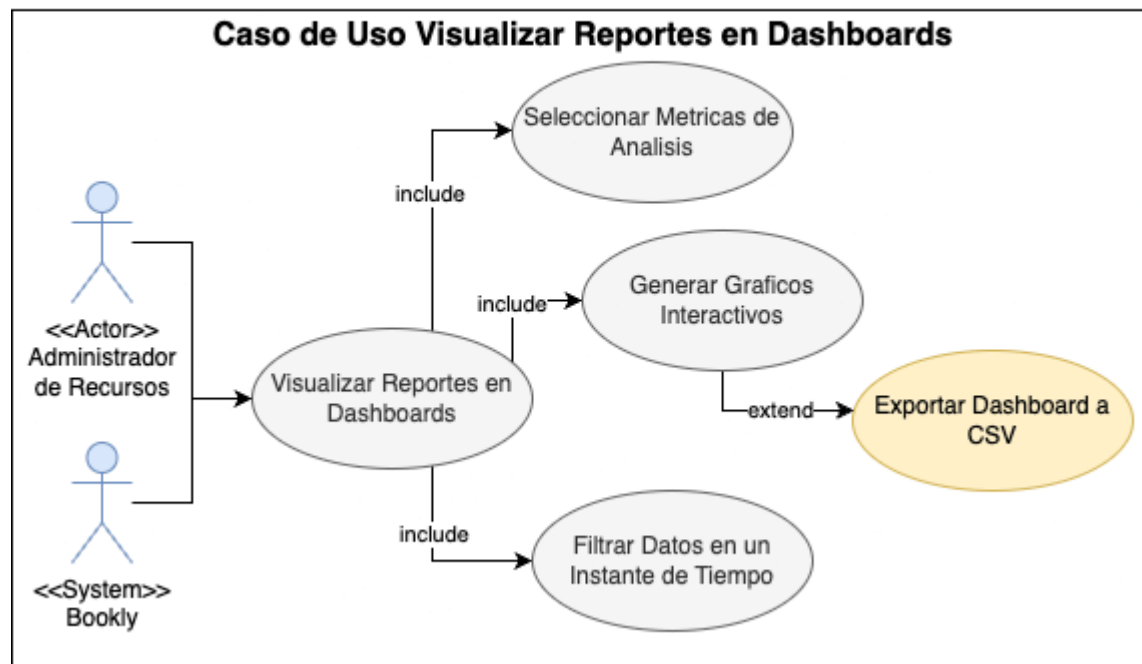 Caso de Uso Visualizar Reportes en Dashboards
Seleccionar Metricas de
Analisis
include
<<Actor>>
Administrador
de Recursos
Generar Graficos
Interactivos
include
Visualizar Reportes en
Dashboards
extend
Exportar Dashboard a
CSV
include
Filtrar Datos en un
Instante de Tiempo
<<System>>
Bookly